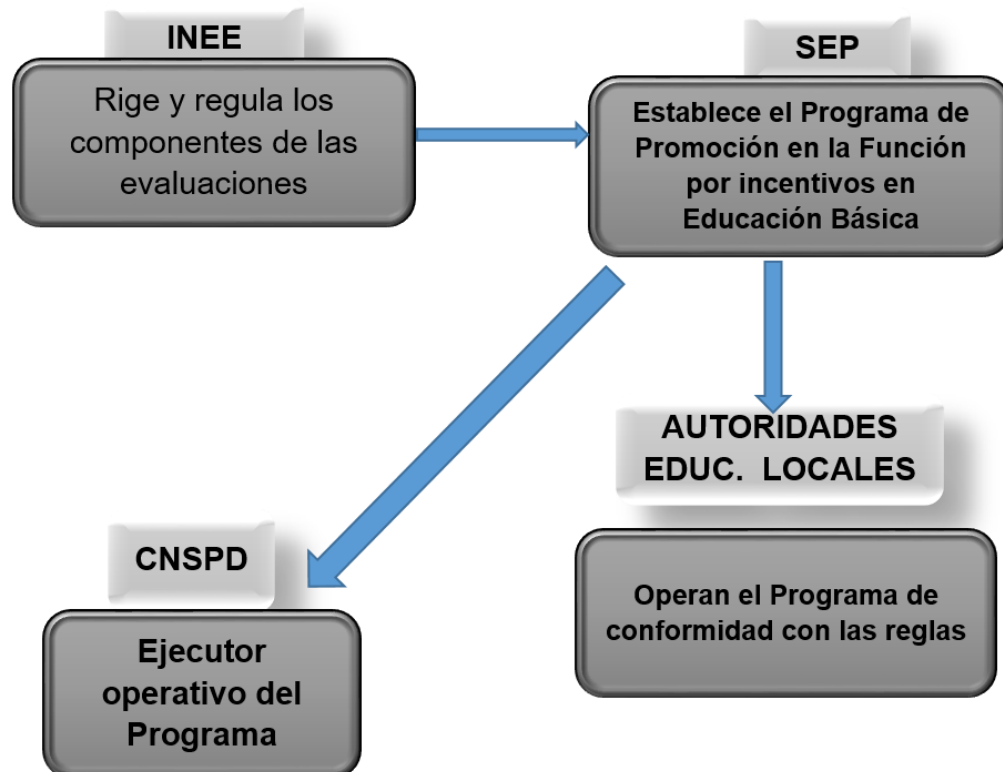 INEE
Rige y regula los
componentes de las
evaluaciones
SEP
Establece el Programa de
Promoción en la Función
por incentivos en
Educación Básica
AUTORIDADES
EDUC. LOCALES
Operan el Programa de
conformidad con las reglas
CNSPD
Ejecutor
operativo del
Programa